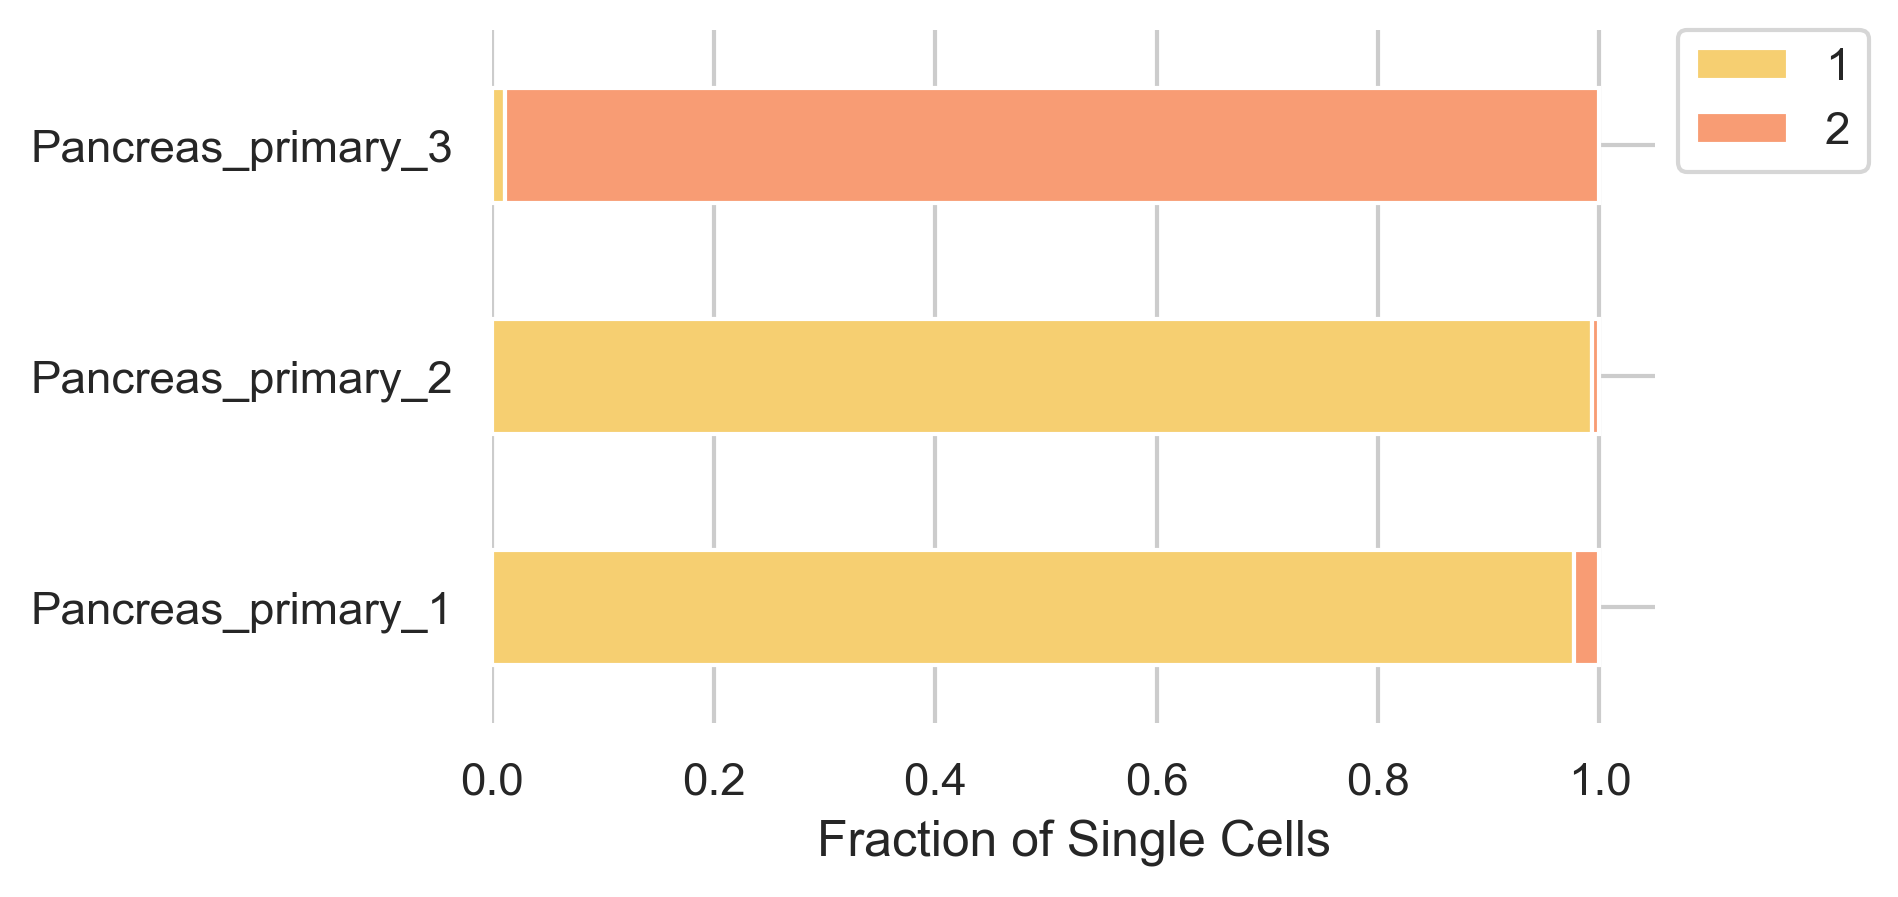 1
2
Pancreas_primary_3
Pancreas_primary_2
Pancreas_primary_1
0.0 0.2 0.4 0.6 0.8 1.0
Fraction of Single Cells